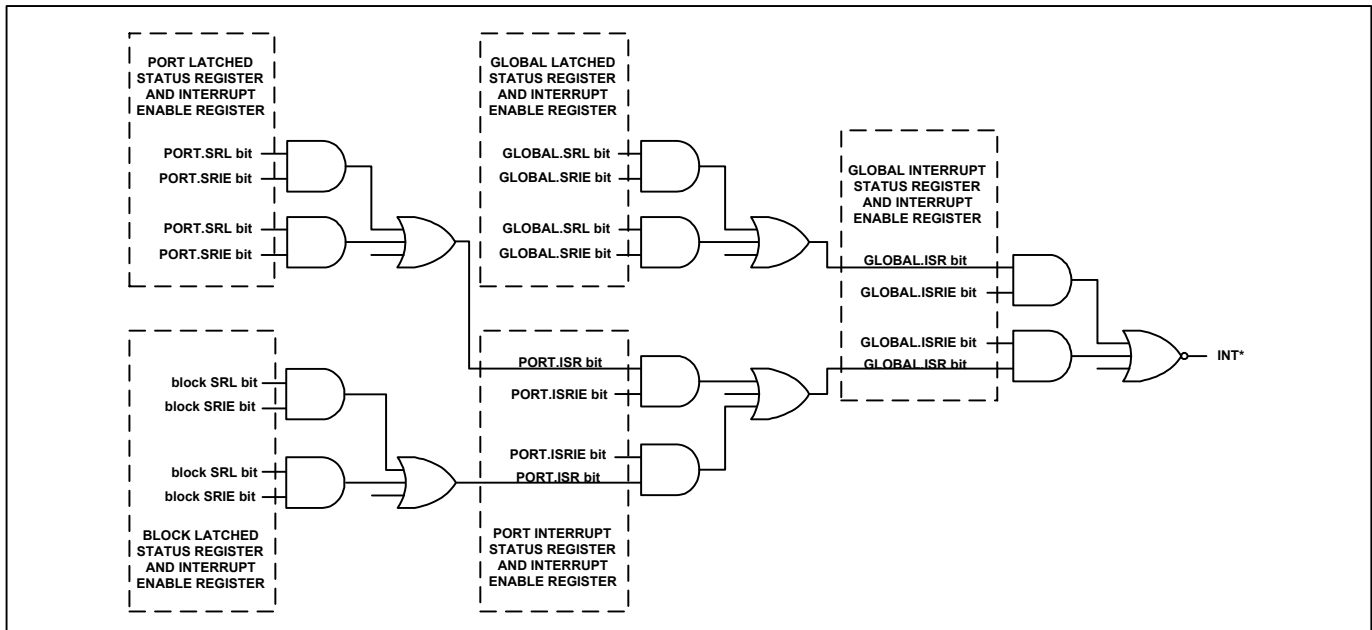 PORT LATCHED
STATUS REGISTER
AND INTERRUPT
ENABLE REGISTER
PORT.SRL bit
PORT.SRIE bit
PORT.SRL bit
PORT.SRIE bit
GLOBAL LATCHED
STATUS REGISTER
AND INTERRUPT
ENABLE REGISTER
GLOBAL.SRL bit
GLOBAL.SRIE bit
GLOBAL.SRL bit
GLOBAL.SRIE bit
GLOBAL INTERRUPT
STATUS REGISTER
AND INTERRUPT
ENABLE REGISTER
GLOBAL.ISR bit
GLOBAL.ISRIE bit
GLOBAL.ISRIE bit
GLOBAL.ISR bit
INT*
block SRL bit
block SRIE bit
block SRL bit
block SRIE bit
BLOCK LATCHED
STATUS REGISTER
AND INTERRUPT
ENABLE REGISTER
PORT.ISR bit
PORT.ISRIE bit
PORT.ISRIE bit
PORT.ISR bit
PORT INTERRUPT
STATUS REGISTER
AND INTERRUPT
ENABLE REGISTER